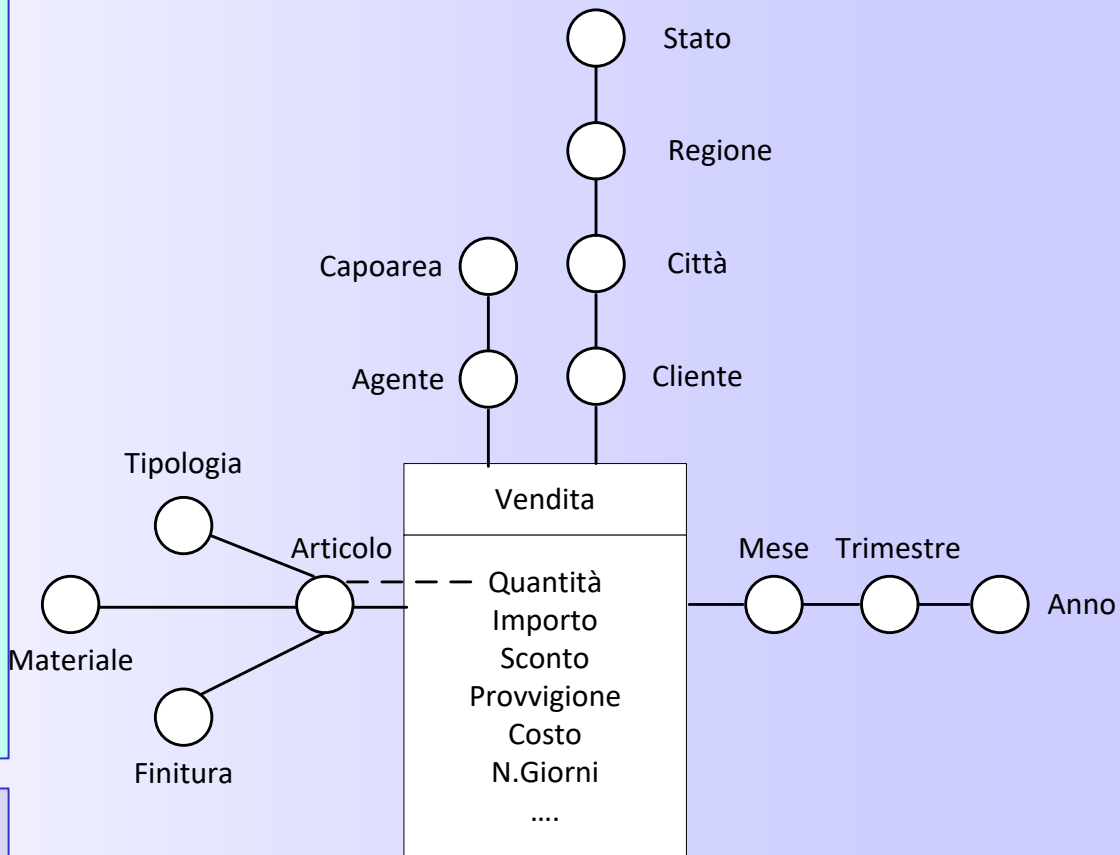 Stato
Regione
Capoarea
Città
Agente
Cliente
Tipologia
Vendita
Articolo
Mese
Trimestre
Quantità
Anno
Importo
Materiale
Sconto
Provvigione
Costo
Finitura
N.Giorni
....